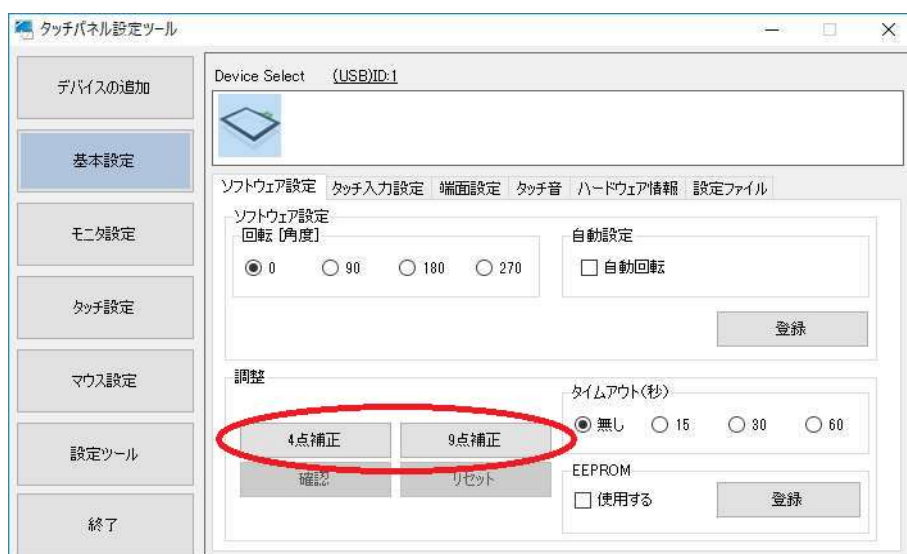 タッチパネル設定ツール
デバイスの追加
基本設定
モニタ設定
タッチ設定
マウス設定
設定ツール
終了
Device Select (USB)ID:1
ソフトウェア設定 タッチ入力設定 端面設定 タッチ音 ハードウェア情報 設定ファイル
ソフトウェア設定
回転 [角度]
0 90 180 270
自動設定
自動回転
登録
調整
4点補正 9点補正
確認 リセット
タイムアウト(秒)
無し 15 30 60
EEPROM
使用する 登録